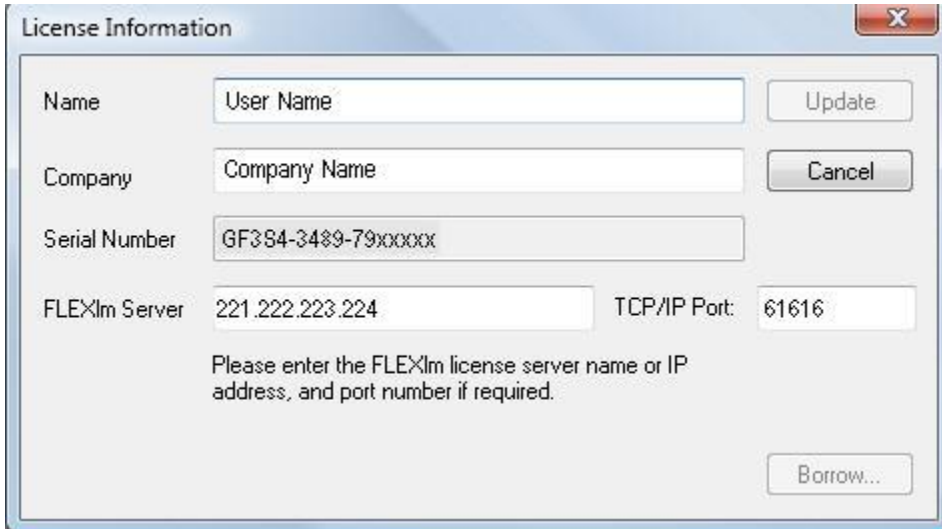 License Information
Name User Name Update
Company Company Name Cancel
Serial Number GF3S4-3489-79xxxxx
FLEXlm Server 221.222.223.224 TCP/IP Port: 61616
Please enter the FLEXlm license server name or IP
address, and port number if required.
Borrow...